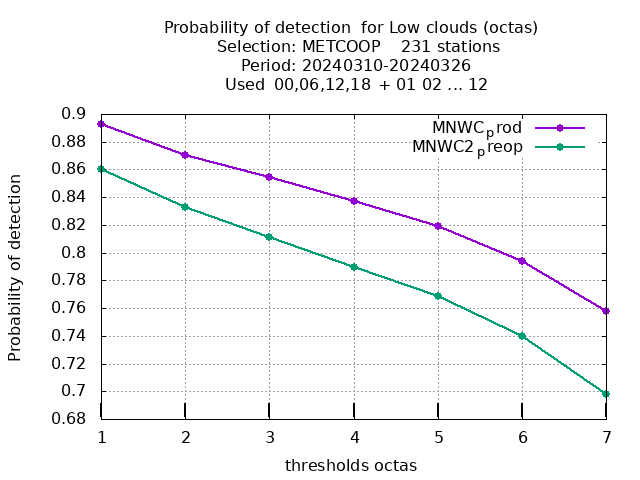 Probability of detection  for Low clouds (octas)
Selection: METCOOP    231 stations
Period: 20240310-20240326
Used  00,06,12,18 + 01 02 ... 12
MNWCprod
MNWC2preop
Probability of detection
0.9
0.88
0.86
0.84
0.82
0.8
0.78
0.76
0.74
0.72
0.7
0.68
1 2 3 4 5 6 7
thresholds octas